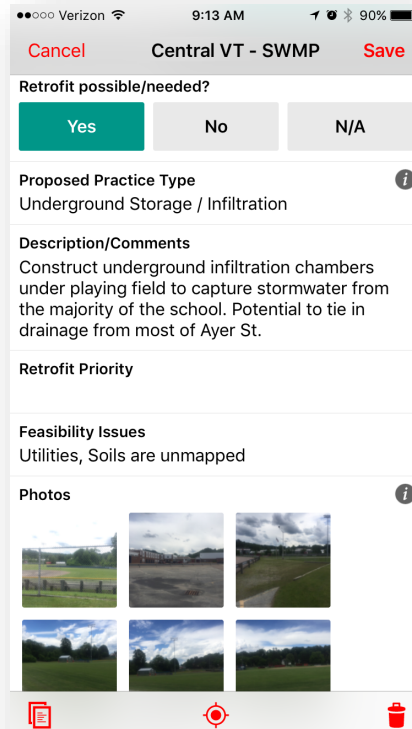 Verizon 9:13 AM 90%
Cancel Central VT - SWMP Save
Retrofit possible/needed?
Yes No N/A
Proposed Practice Type
Underground Storage / Infiltration
Description/Comments
Construct underground infiltration chambers
under playing field to capture stormwater from
the majority of the school. Potential to tie in
drainage from most of Ayer St.
Retrofit Priority
Feasibility Issues
Utilities, Soils are unmapped
Photos